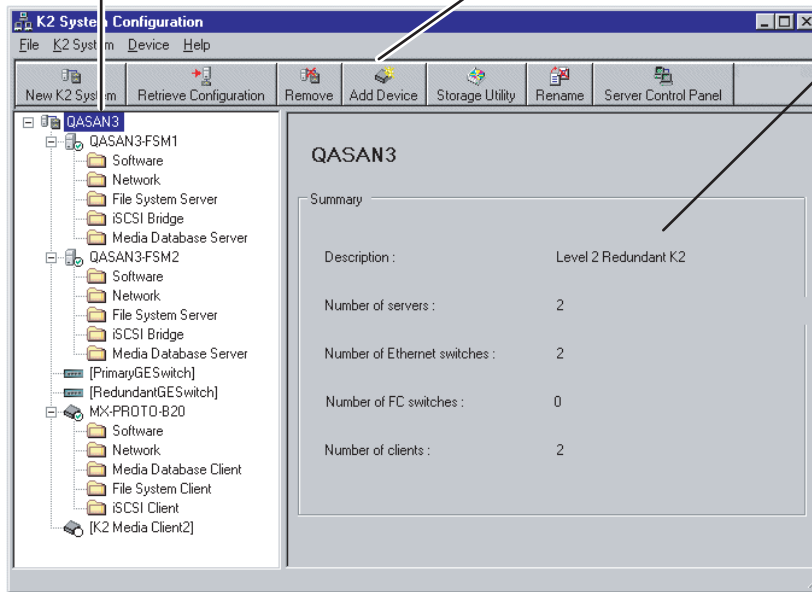 K2 System Configuration
File K2 System Device Help
New K2 System Retrieve Configuration Remove Add Device Storage Utility Rename Server Control Panel
QASAN3
QASAN3-FSM1
Software
Network
File System Server
iSCSI Bridge
Media Database Server
QASAN3-FSM2
Software
Network
File System Server
iSCSI Bridge
Media Database Server
[PrimaryGESwitch]
[RedundantGESwitch]
MX-PROTO-B20
Software
Network
Media Database Client
File System Client
iSCSI Client
[K2 Media Client2]
QASAN3
Summary
Description : Level 2 Redundant K2
Number of servers : 2
Number of Ethernet switches : 2
Number of FC switches : 0
Number of clients : 2